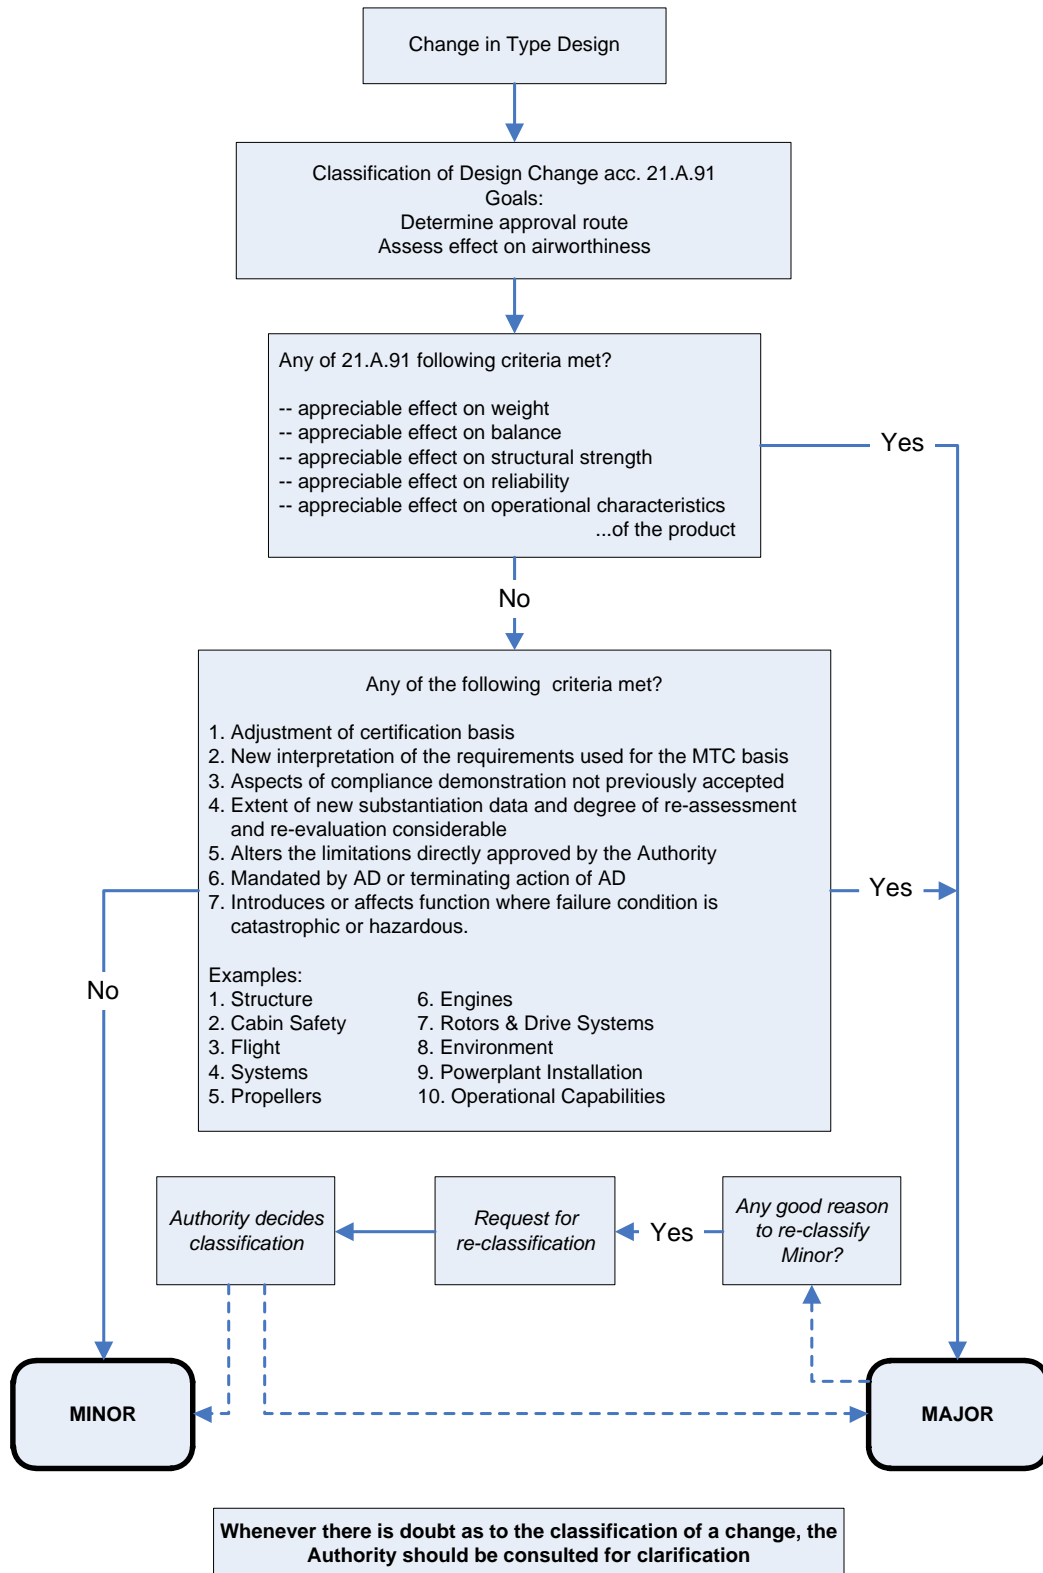 Change in Type Design
Classification of Design Change acc. 21.A.91
Goals:
Determine approval route
Assess effect on airworthiness
Any of 21.A.91 following criteria met?
-- appreciable effect on weight
-- appreciable effect on balance
-- appreciable effect on structural strength
-- appreciable effect on reliability
-- appreciable effect on operational characteristics
...of the product
Yes
No
Any of the following criteria met?
1. Adjustment of certification basis
2. New interpretation of the requirements used for the MTC basis
3. Aspects of compliance demonstration not previously accepted
4. Extent of new substantiation data and degree of re-assessment
and re-evaluation considerable
5. Alters the limitations directly approved by the Authority
6. Mandated by AD or terminating action of AD
7. Introduces or affects function where failure condition is
catastrophic or hazardous.
Yes
No
Examples:
1. Structure
2. Cabin Safety
3. Flight
4. Systems
5. Propellers
6. Engines
7. Rotors & Drive Systems
8. Environment
9. Powerplant Installation
10. Operational Capabilities
Authority decides
classification
Request for
re-classification
Yes
Any good reason
to re-classify
Minor?
MINOR
MAJOR
Whenever there is doubt as to the classification of a change, the
Authority should be consulted for clarification